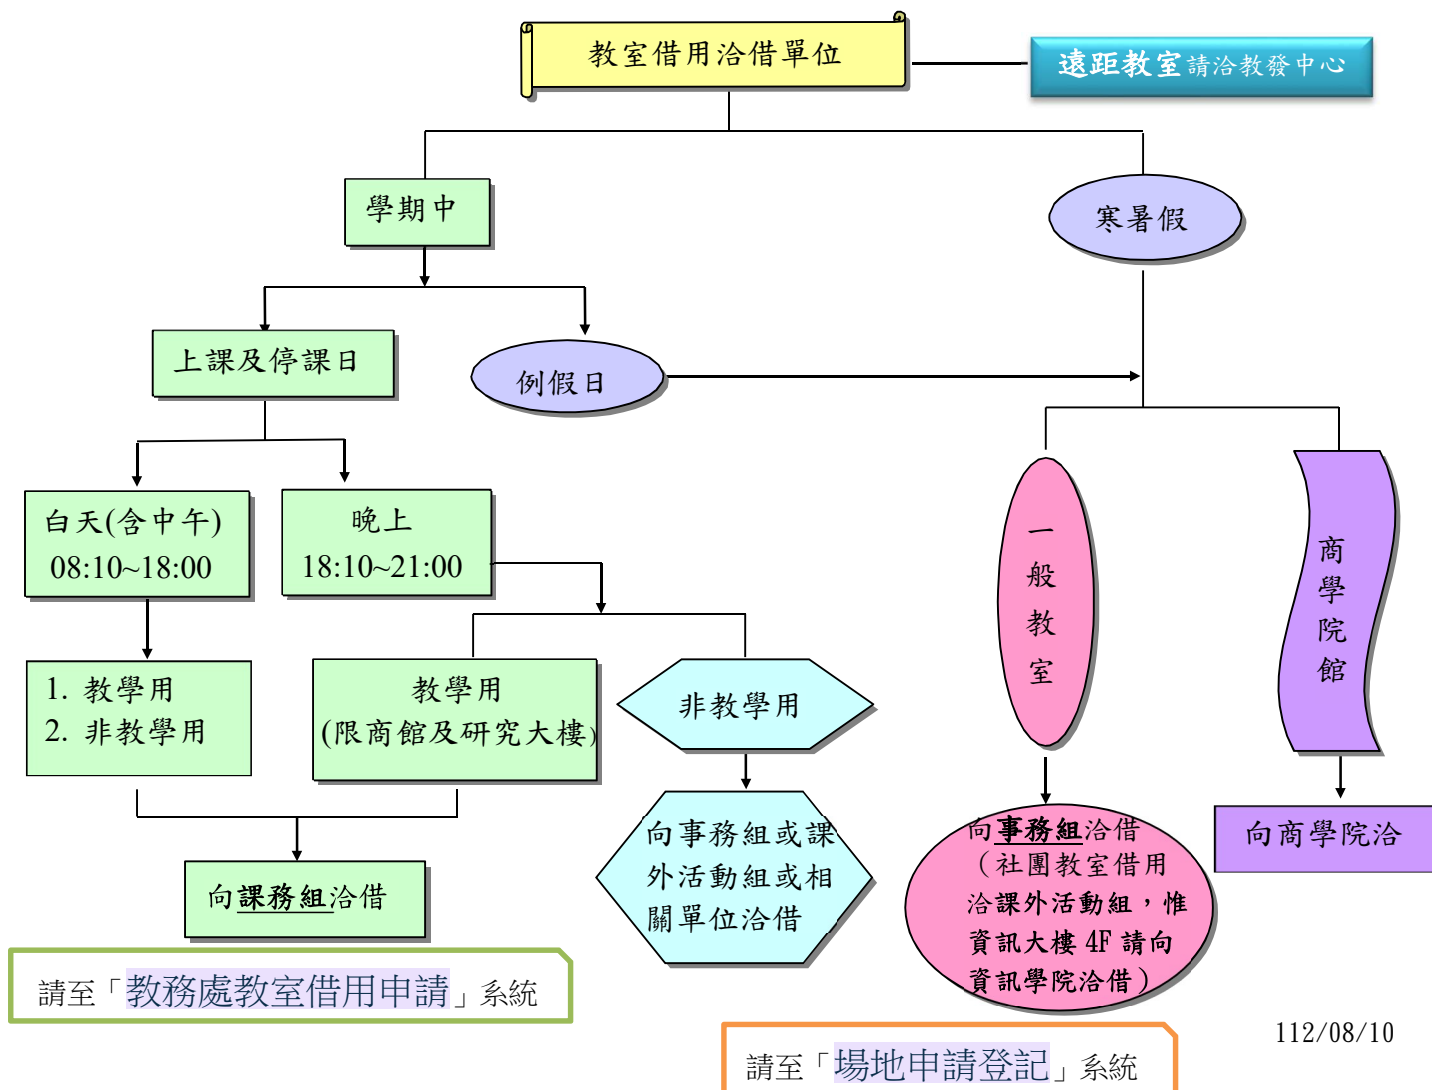 教室借用洽借單位
遠距教室請洽教發中心
學期中
寒暑假
上課及停課日
例假日
白天(含中午)
08:10~18:00
晚上
18:10~21:00
一
般
教
室
商
學
院
館
1. 教學用
2. 非教學用
教學用
(限商館及研究大樓)
非教學用
向事務組或課
外活動組或相
關單位洽借
向事務組洽借
（社團教室借用
洽課外活動組，惟
資訊大樓 4F 請向
資訊學院洽借）
向商學院洽
向課務組洽借
請至「教務處教室借用申請」系統
請至「場地申請登記」系統
112/08/10